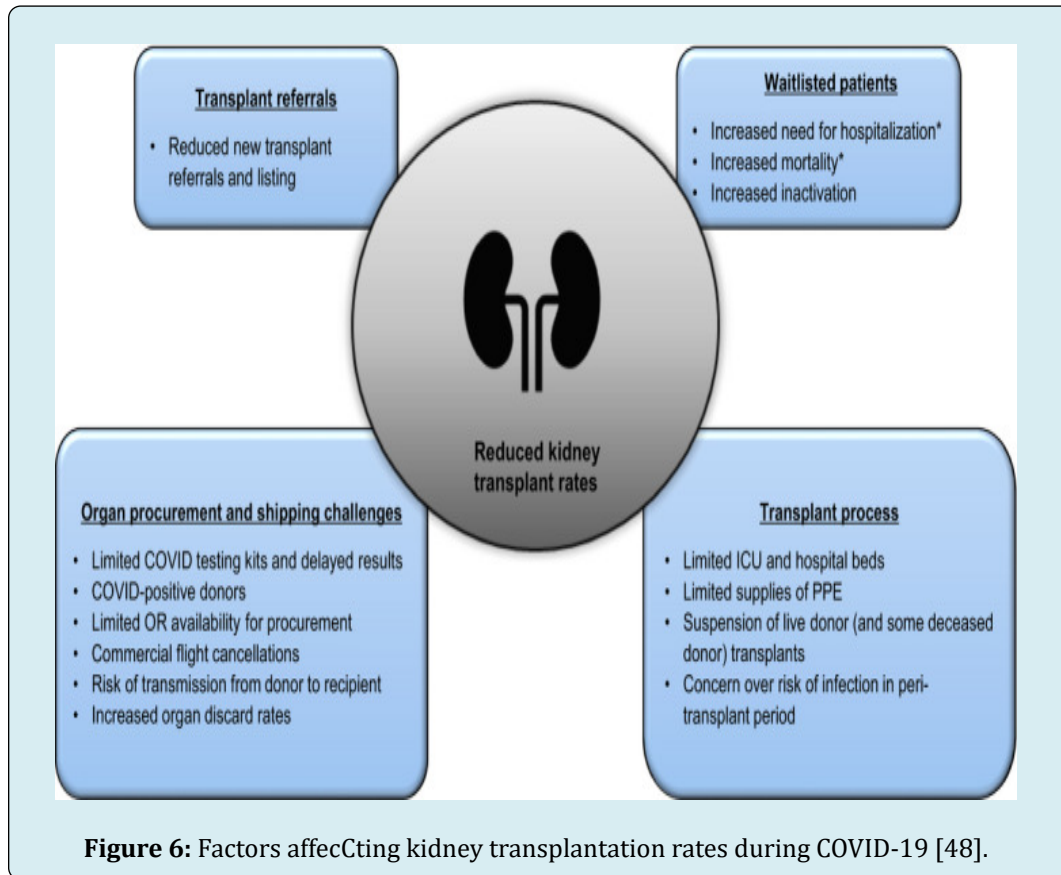 Transplant referrals
• Reduced new transplant
referrals and listing
Waitlisted patients
• Increased need for hospitalization*
• Increased mortality*
• Increased inactivation
Reduced kidney
transplant rates
Organ procurement and shipping challenges
• Limited COVID testing kits and delayed results
• COVID-positive donors
• Limited OR availability for procurement
• Commercial flight cancellations
• Risk of transmission from donor to recipient
• Increased organ discard rates
Transplant process
• Limited ICU and hospital beds
• Limited supplies of PPE
• Suspension of live donor (and some deceased
donor) transplants
• Concern over risk of infection in peri-
transplant period
Figure 6: Factors affecCting kidney transplantation rates during COVID-19 [48].